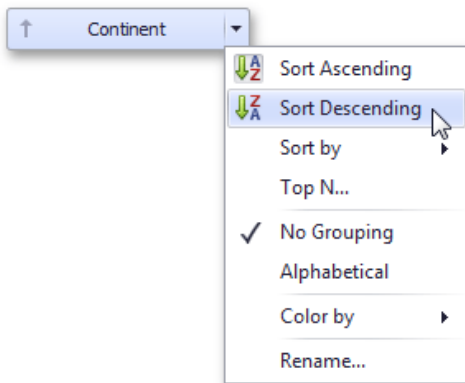 Continent
Sort Ascending
Sort Descending
Sort by
Top N...
No Grouping
Alphabetical
Color by
Rename...